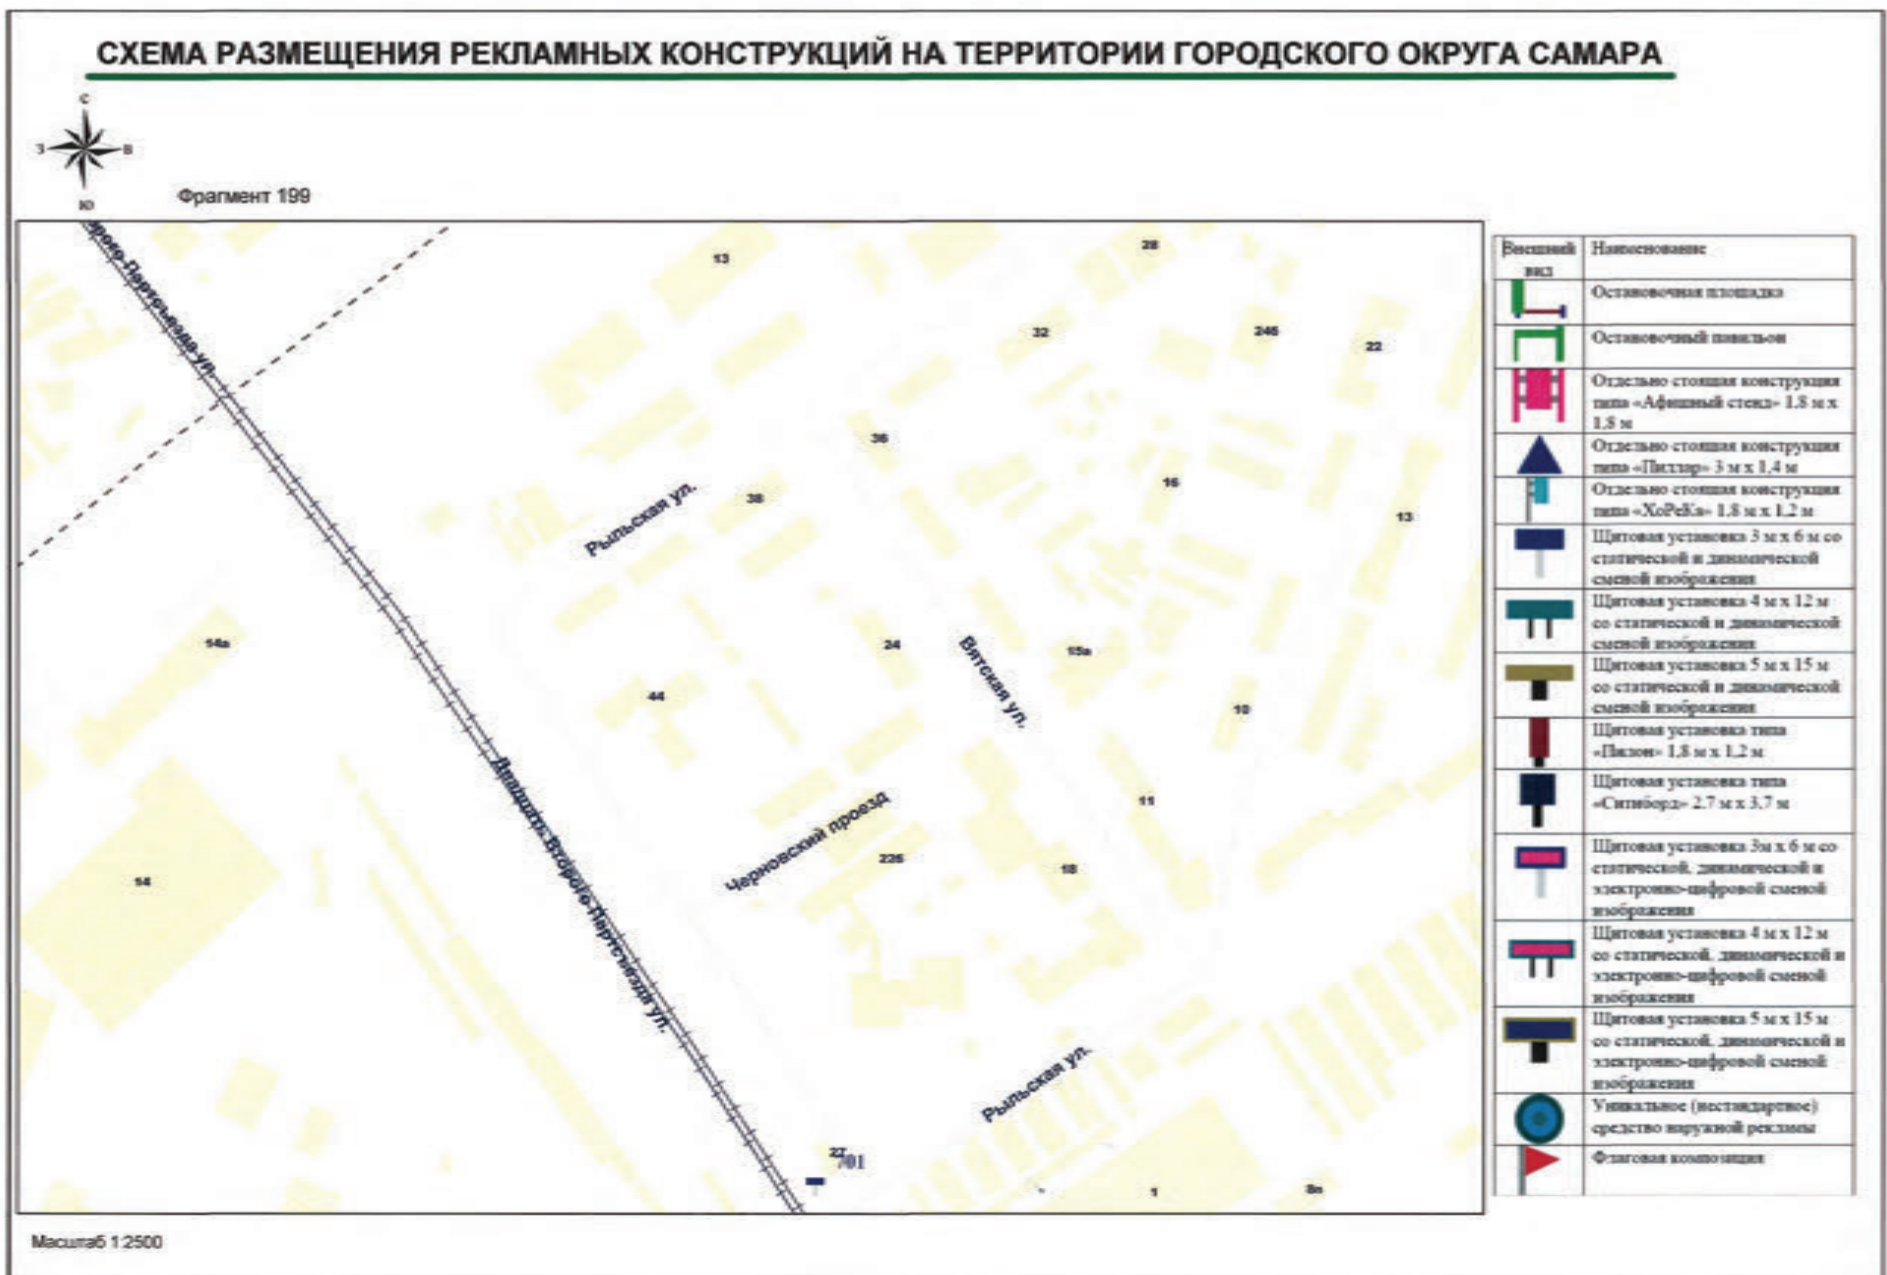 СХЕМА РАЗМЕЩЕНИЯ РЕКЛАМНЫХ КОНСТРУКЦИЙ НА ТЕРРИТОРИИ ГОРОДСКОГО ОКРУГА САМАРА
С
З
В
Ю
Фрагмент 199
Партсъезда ул.
13
28
32
24б
22
36
38
Рыльская ул.
16
13
14а
24
Вятская ул.
15а
44
10
Двадцать Второго Партсъезда ул.
Черновский проезд
11
22б
18
14
Рыльская ул.
27
701
1
8а
Внешний вид
Наименование
Остановочная площадка
Остановочный павильон
Отдельно стоящая конструкция
типа «Афишный стенд» 1,8 м х
1,8 м
Отдельно стоящая конструкция
типа «Пиллар» 3 м х 1,4 м
Отдельно стоящая конструкция
типа «ХоРеКа» 1,8 м х 1,2 м
Щитовая установка 3 м х 6 м со
статической и динамической
сменой изображения
Щитовая установка 4 м х 12 м
со статической и динамической
сменой изображения
Щитовая установка 5 м х 15 м
со статической и динамической
сменой изображения
Щитовая установка типа
«Пилон» 1,8 м х 1,2 м
Щитовая установка типа
«Ситиборд» 2,7 м х 3,7 м
Щитовая установка 3м х 6 м со
статической, динамической и
электронно-цифровой сменой
изображения
Щитовая установка 4 м х 12 м
со статической, динамической и
электронно-цифровой сменой
изображения
Щитовая установка 5 м х 15 м
со статической, динамической и
электронно-цифровой сменой
изображения
Уникальное (нестандартное)
средство наружной рекламы
Флаговая композиция
Масштаб 1:2500